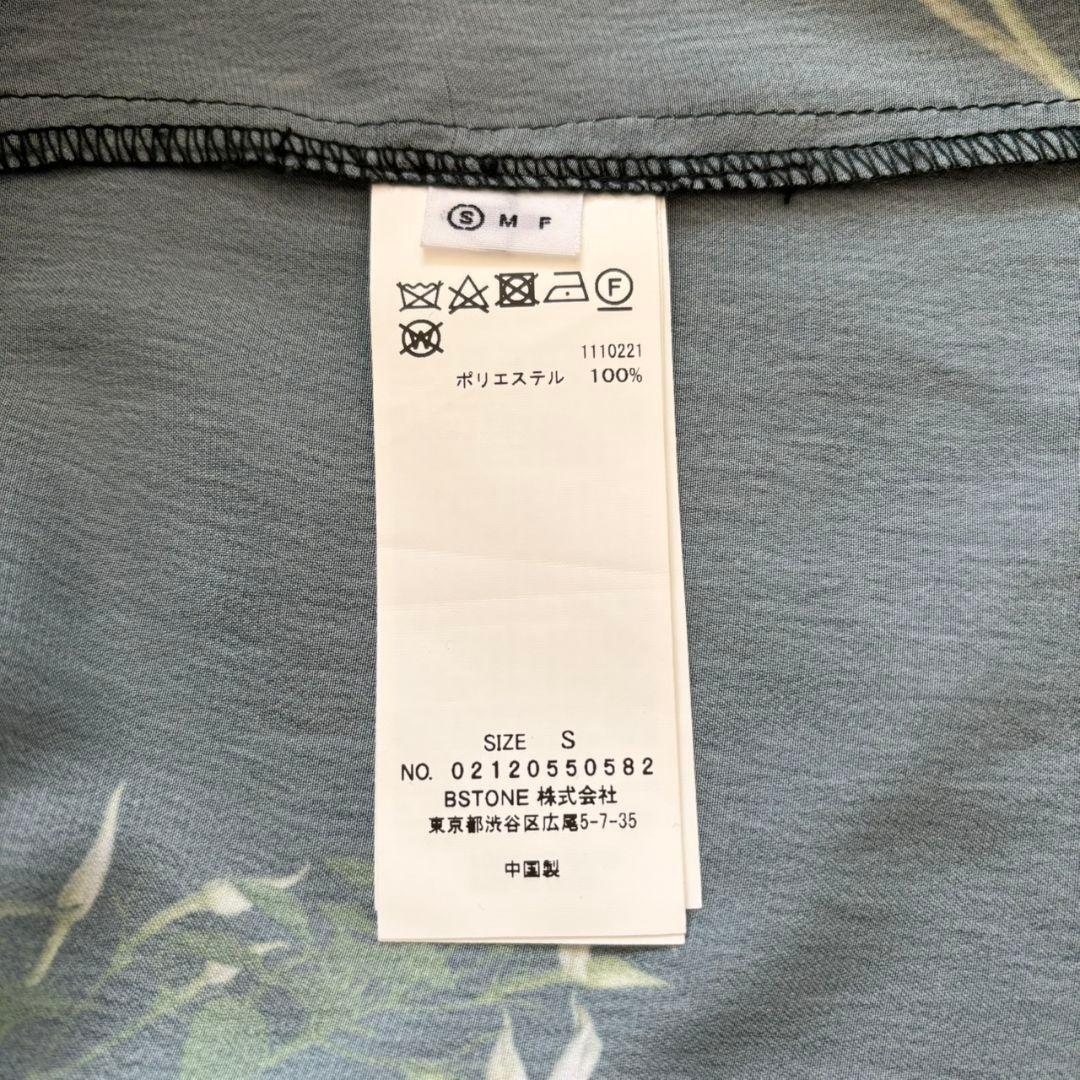 S M F
F
W
1110221
ポリエステル 100%
SIZE S
NO. 02120550582
BSTONE 株式会社
東京都渋谷区広尾5-7-35
中国製